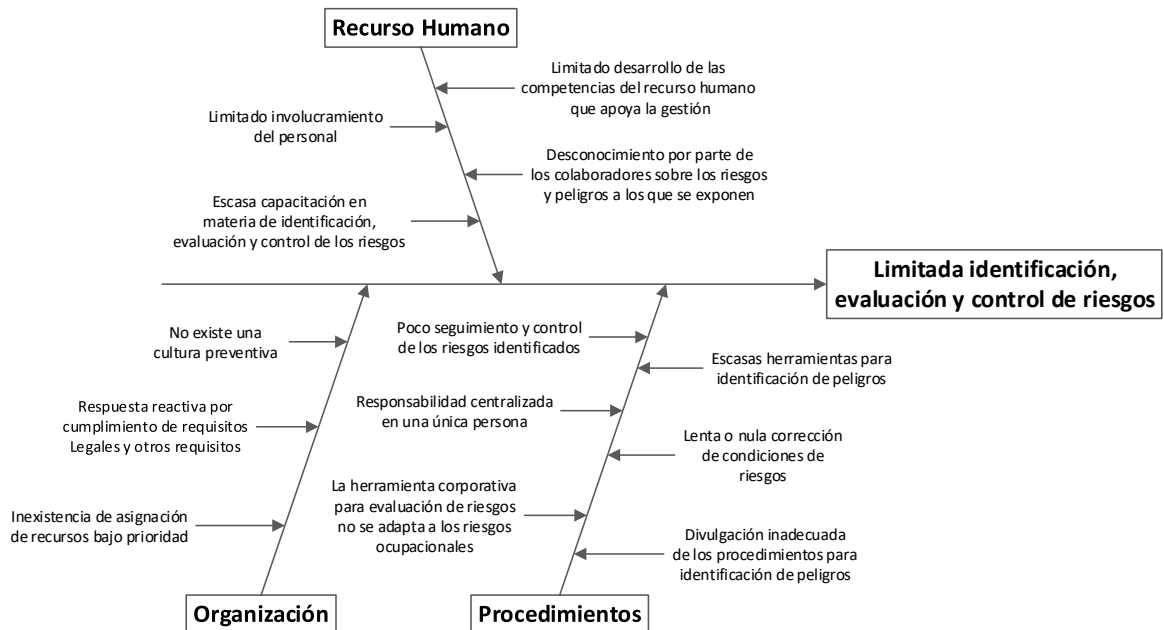 Recurso Humano
Limitado desarrollo de las
competencias del recurso humano
que apoya la gestión
Limitado involucramiento
del personal
Desconocimiento por parte de
los colaboradores sobre los riesgos
y peligros a los que se exponen
Escasa capacitación en
materia de identificación,
evaluación y control de los riesgos
Limitada identificación,
evaluación y control de riesgos
No existe una
cultura preventiva
Respuesta reactiva por
cumplimiento de requisitos
Legales y otros requisitos
Inexistencia de asignación
de recursos bajo prioridad
Organización
Poco seguimiento y control
de los riesgos identificados
Escasas herramientas para
identificación de peligros
Responsabilidad centralizada
en una única persona
Lenta o nula corrección
de condiciones de
riesgos
La herramienta corporativa
para evaluación de riesgos
no se adapta a los riesgos
ocupacionales
Divulgación inadecuada
de los procedimientos para
identificación de peligros
Procedimientos